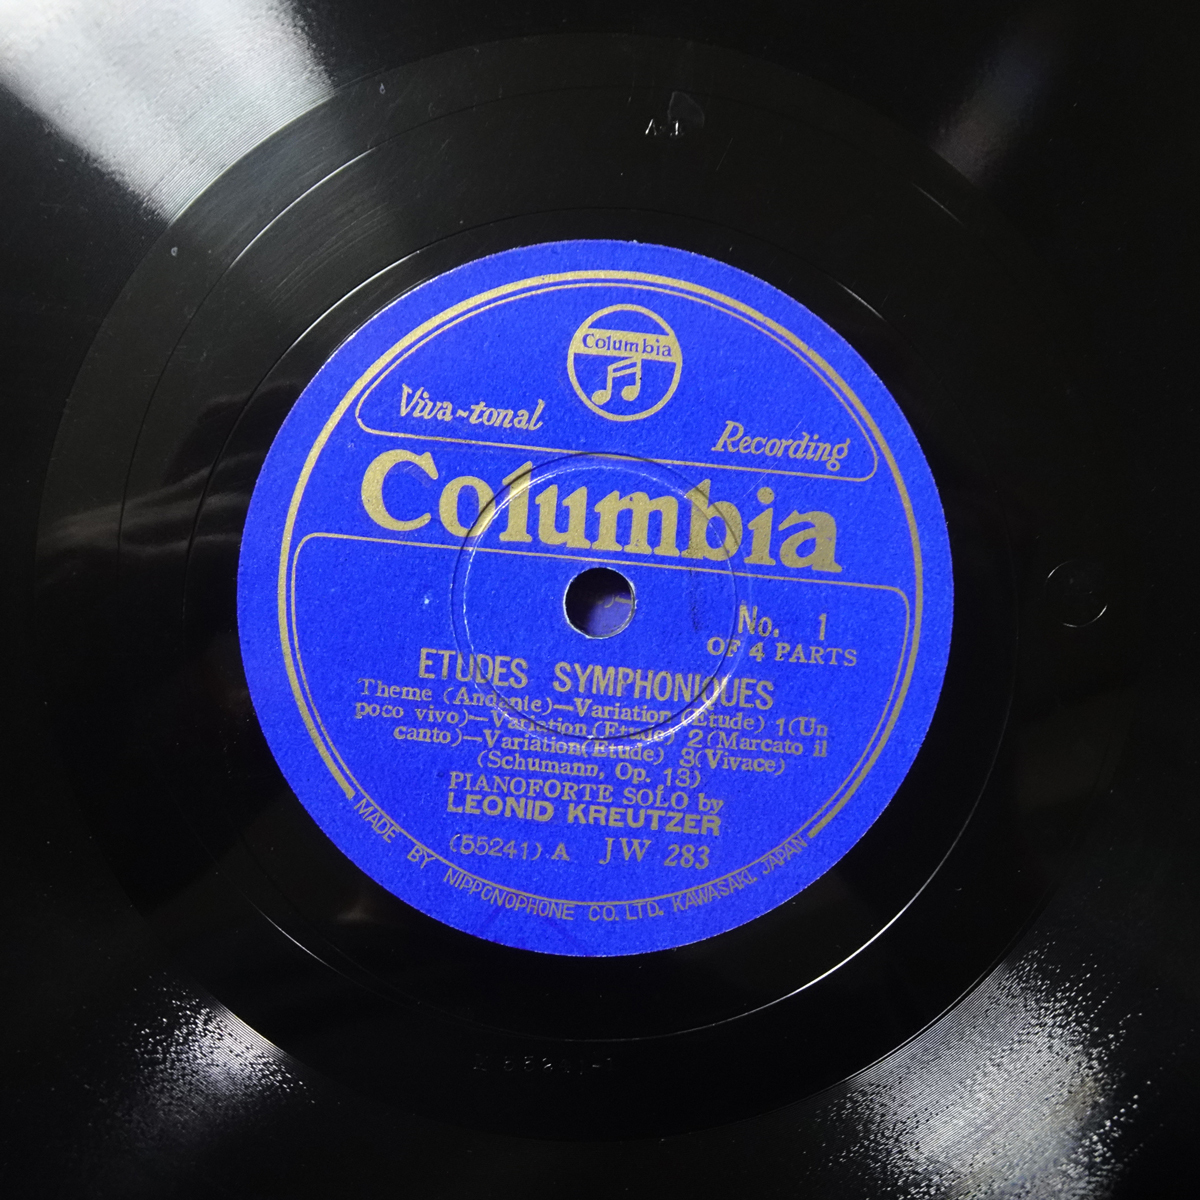 A-1
Columbia
Viva-tonal Recording
Columbia
No. 1
OF 4 PARTS
ETUDES SYMPHONIQUES
Theme (Andante)—Variation (Etude) 1 (Un
poco vivo)—Variation (Etude) 2 (Marcato il
canto)—Variation (Etude) 3 (Vivace)
(Schumann, Op. 13)
PIANOFORTE SOLO by
LEONID KREUTZER
(55241) A JW 283
MADE BY NIPPONOPHONE CO. LTD. KAWASAKI, JAPAN